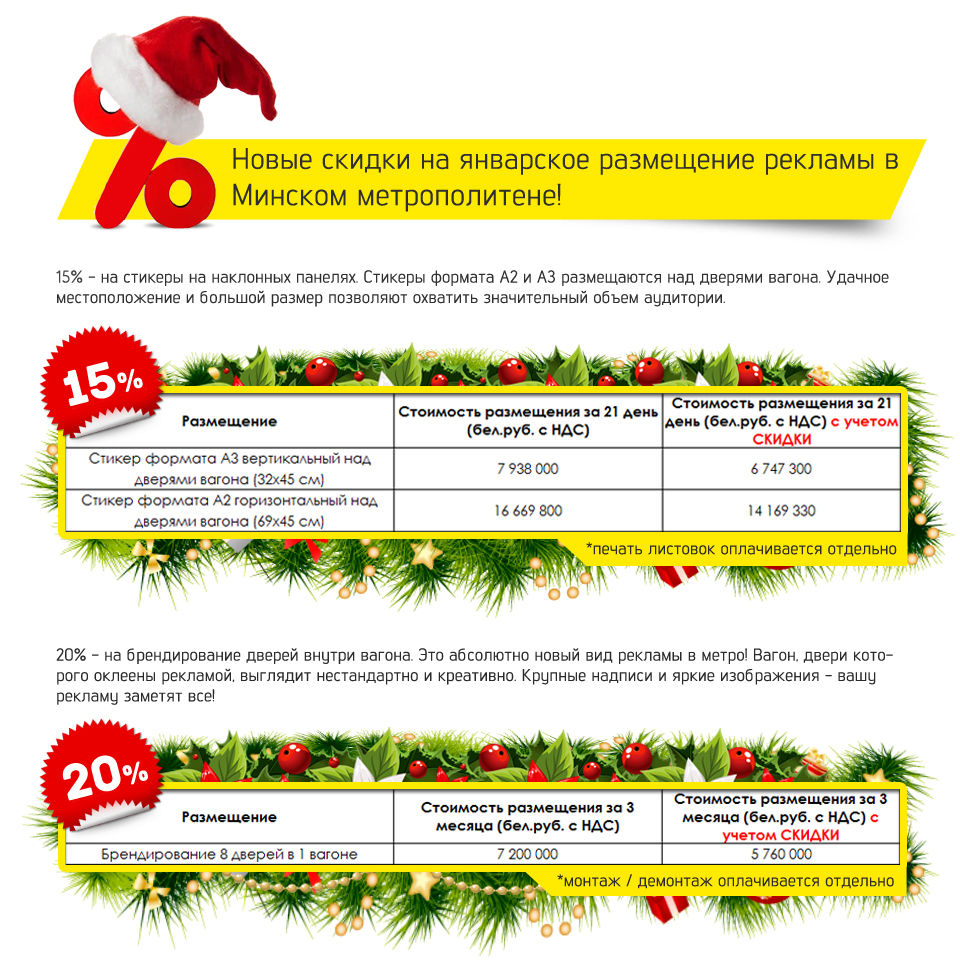 %
Новые скидки на январское размещение рекламы в
Минском метрополитене!
15% - на стикеры на наклонных панелях. Стикеры формата А2 и А3 размещаются над дверями вагона. Удачное
местоположение и большой размер позволяют охватить значительный объем аудитории.
15%
Размещение
Стоимость размещения за 21 день
(бел.руб. с НДС)
Стоимость размещения за 21
день (бел.руб. с НДС) с учетом
СКИДКИ
Стикер формата А3 вертикальный над
дверями вагона (32х45 см)
7 938 000
6 747 300
Стикер формата А2 горизонтальный над
дверями вагона (69х45 см)
16 669 800
14 169 330
*печать листовок оплачивается отдельно
20% - на брендирование дверей внутри вагона. Это абсолютно новый вид рекламы в метро! Вагон, двери кото-
рого оклеены рекламой, выглядит нестандартно и креативно. Крупные надписи и яркие изображения - вашу
рекламу заметят все!
20%
Размещение
Стоимость размещения за 3
месяца (бел.руб. с НДС)
Стоимость размещения за 3
месяца (бел.руб. с НДС) с
учетом СКИДКИ
Брендирование 8 дверей в 1 вагоне
7 200 000
5 760 000
*монтаж / демонтаж оплачивается отдельно